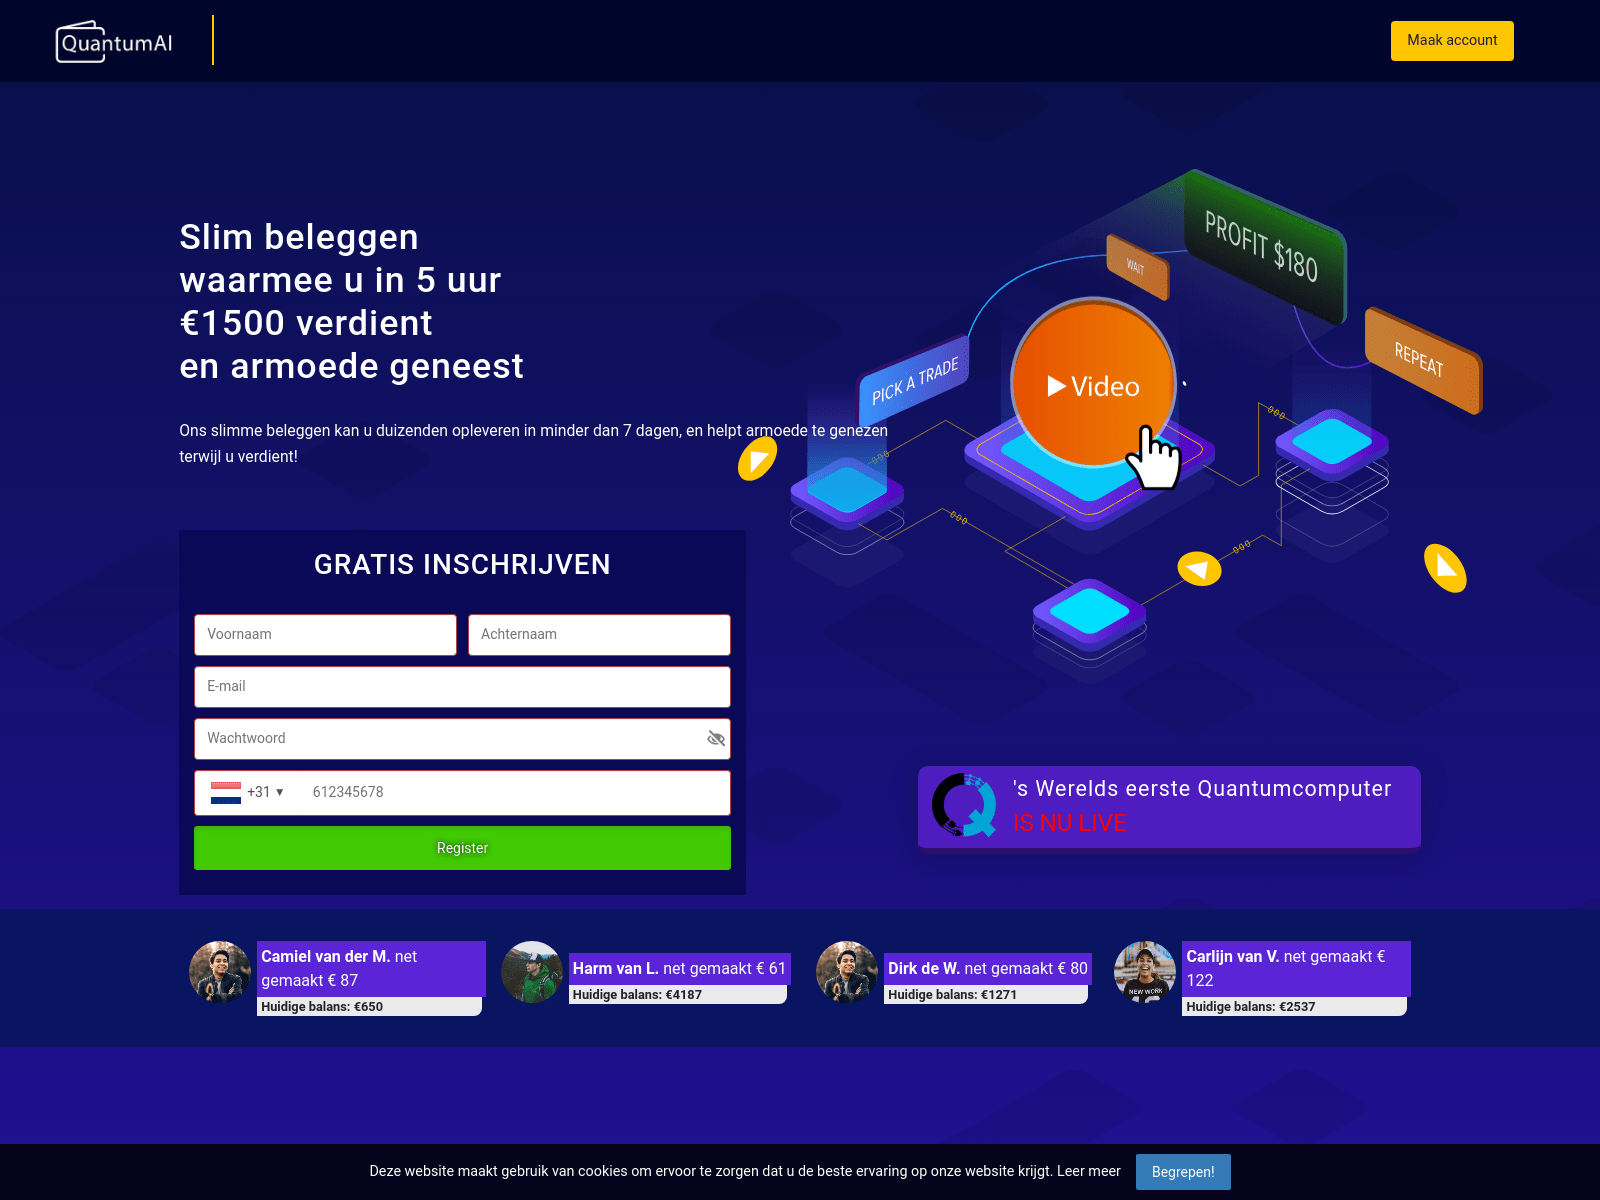 QuantumAI
Maak account
Slim beleggen
waarmee u in 5 uur
€1500 verdient
en armoede geneest
Ons slimme beleggen kan u duizenden opleveren in minder dan 7 dagen, en helpt armoede te genezen
terwijl u verdient!
PROFIT $180
WAIT
REPEAT
PICK A TRADE
Video
GRATIS INSCHRIJVEN
Voornaam
Achternaam
E-mail
Wachtwoord
+31
612345678
Register
's Werelds eerste Quantumcomputer
IS NU LIVE
Camiel van der M. net
gemaakt € 87
Huidige balans: €650
Harm van L. net gemaakt € 61
Huidige balans: €4187
Dirk de W. net gemaakt € 80
Huidige balans: €1271
NEW WORK
Carlijn van V. net gemaakt €
122
Huidige balans: €2537
Deze website maakt gebruik van cookies om ervoor te zorgen dat u de beste ervaring op onze website krijgt. Leer meer
Begrepen!